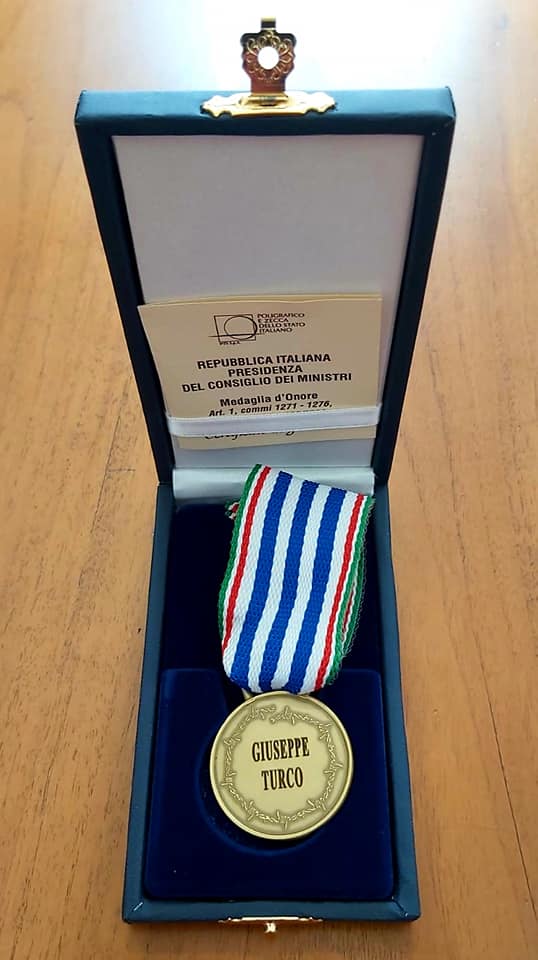 POLIGRAFICO
E ZECCA
DELLO STATO
ITALIANO
REPUBBLICA ITALIANA
PRESIDENZA
DEL CONSIGLIO DEI MINISTRI
Medaglia d'Onore
Art. 1, commi 1271 - 1276,
GIUSEPPE
TURCO